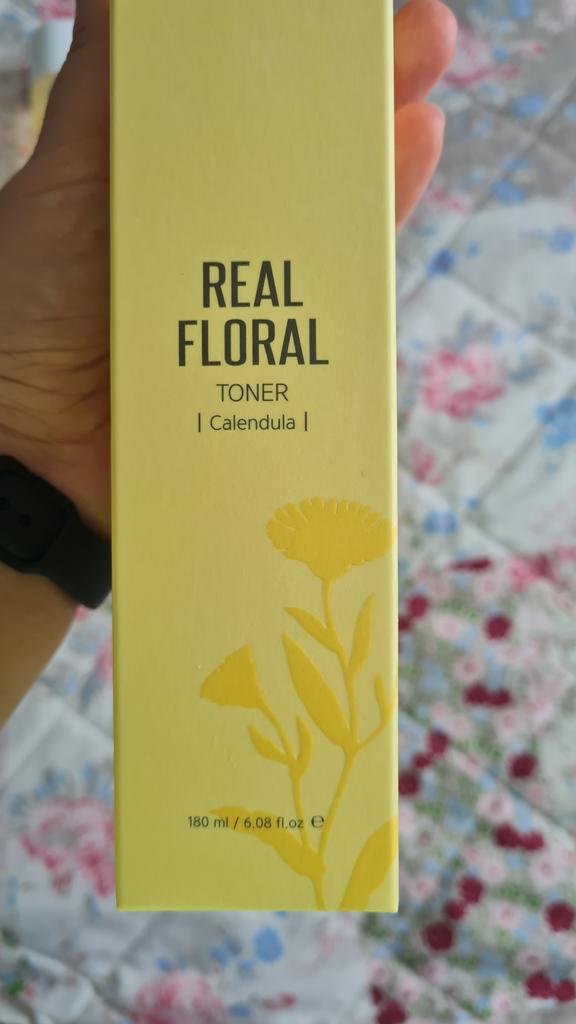 REAL
FLORAL
TONER
| Calendula |
180 ml / 6.08 fl.oz ℮